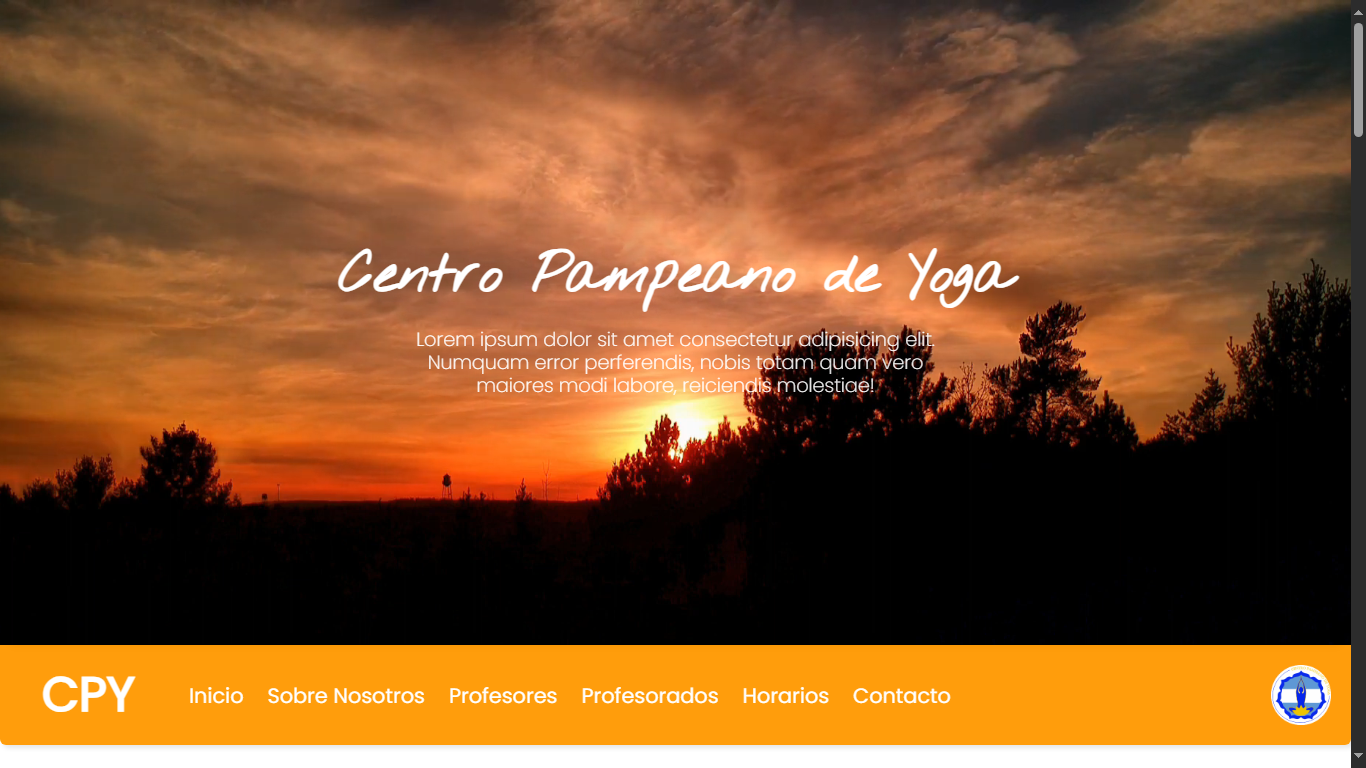 Centro Pampeano de Yoga
Lorem ipsum dolor sit amet consectetur adipisicing elit.
Numquam error perferendis, nobis totam quam vero
maiores modi labore, reiciendis molestiae!
CPY
Inicio
Sobre Nosotros
Profesores
Profesorados
Horarios
Contacto